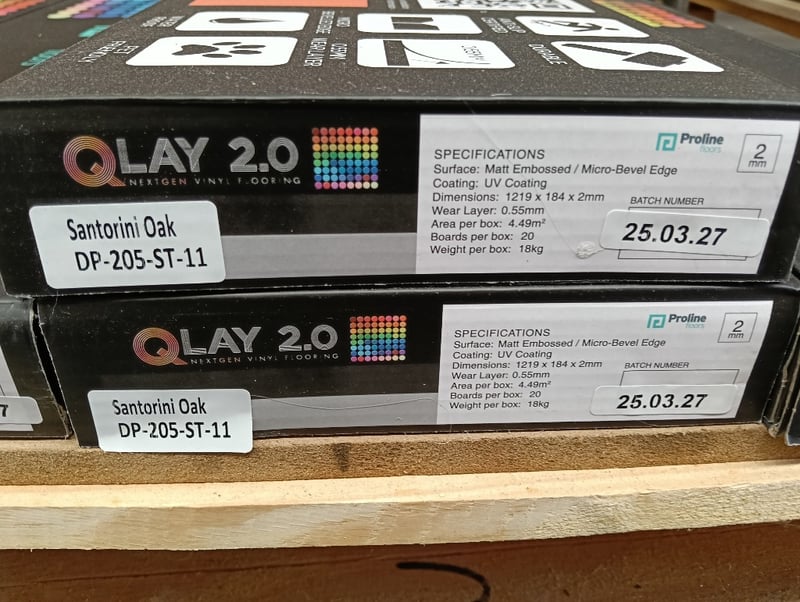 PET
FRIENDLY
DURABLE
QLAY 2.0
NEXTGEN VINYL FLOORING
Santorini Oak
DP-205-ST-11
Proline
floors
2
mm
SPECIFICATIONS
Surface: Matt Embossed / Micro-Bevel Edge
Coating: UV Coating
Dimensions: 1219 x 184 x 2mm
Wear Layer: 0.55mm
Area per box: 4.49m²
Boards per box: 20
Weight per box: 18kg
BATCH NUMBER
25.03.27
QLAY 2.0
NEXTGEN VINYL FLOORING
Santorini Oak
DP-205-ST-11
Proline
floors
2
mm
SPECIFICATIONS
Surface: Matt Embossed / Micro-Bevel Edge
Coating: UV Coating
Dimensions: 1219 x 184 x 2mm
Wear Layer: 0.55mm
Area per box: 4.49m²
Boards per box: 20
Weight per box: 18kg
BATCH NUMBER
25.03.27
7